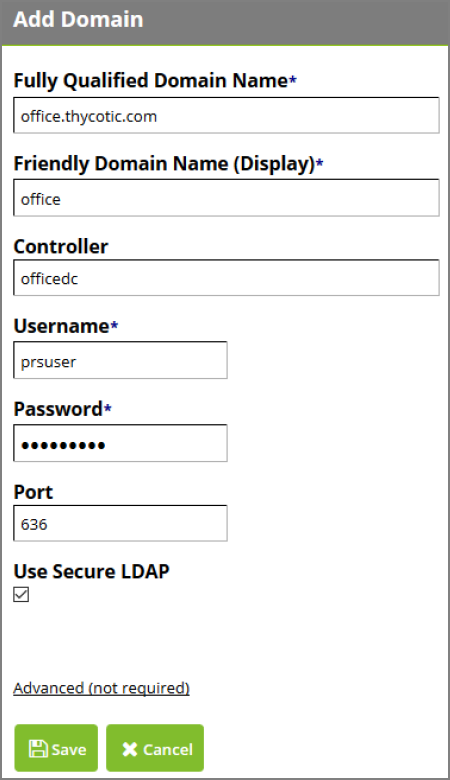 Add Domain
Fully Qualified Domain Name*
office.thycotic.com
Friendly Domain Name (Display)*
office
Controller
officedc
Username*
prsuser
Password*
•••••••••
Port
636
Use Secure LDAP
Advanced (not required)
Save Cancel